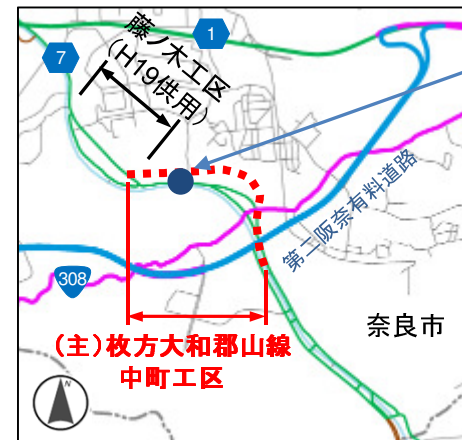 1
7
藤ノ木工区
（H19供用）
第二阪奈有料道路
308
奈良市
（主）枚方大和郡山線
中町工区
N